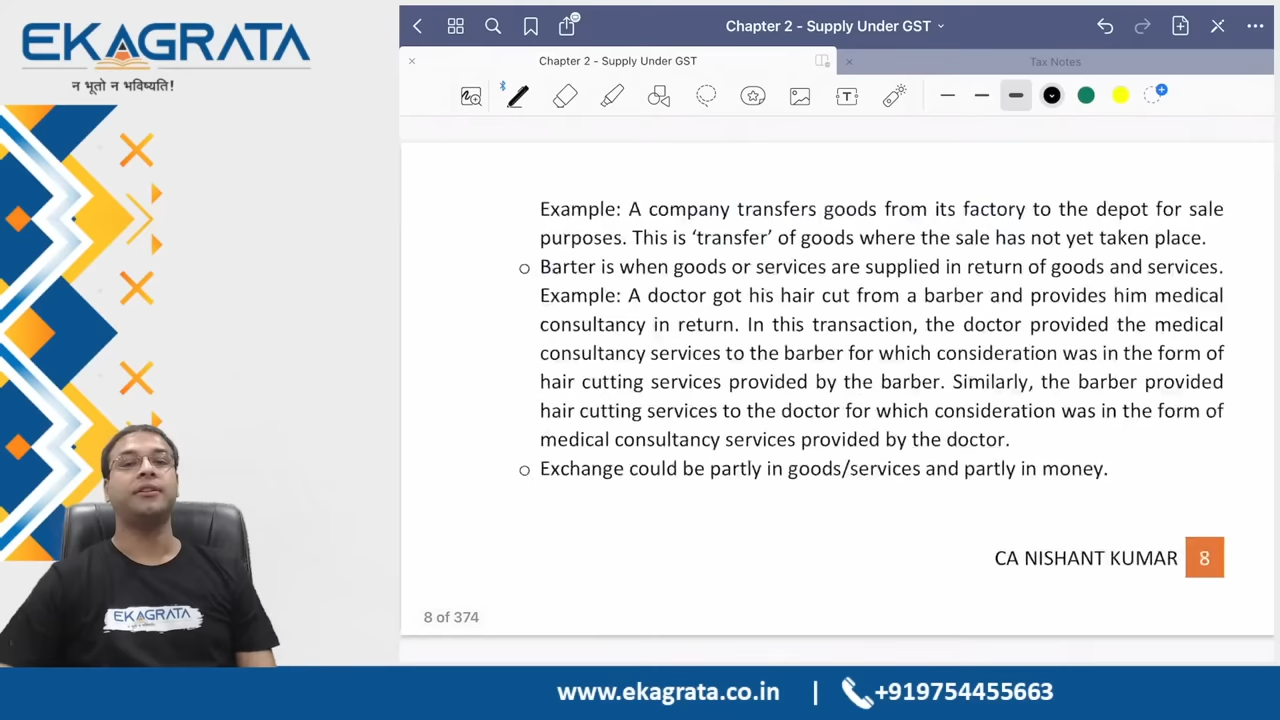 EKAGRATA
न भूतो न भविष्यति!
Chapter 2 - Supply Under GST
Chapter 2 - Supply Under GST
Tax Notes
T
Example: A company transfers goods from its factory to the depot for sale
purposes. This is ‘transfer’ of goods where the sale has not yet taken place.
Barter is when goods or services are supplied in return of goods and services.
Example: A doctor got his hair cut from a barber and provides him medical
consultancy in return. In this transaction, the doctor provided the medical
consultancy services to the barber for which consideration was in the form of
hair cutting services provided by the barber. Similarly, the barber provided
hair cutting services to the doctor for which consideration was in the form of
medical consultancy services provided by the doctor.
Exchange could be partly in goods/services and partly in money.
CA NISHANT KUMAR 8
8 of 374
EKAGRATA
www.ekagrata.co.in | +919754455663